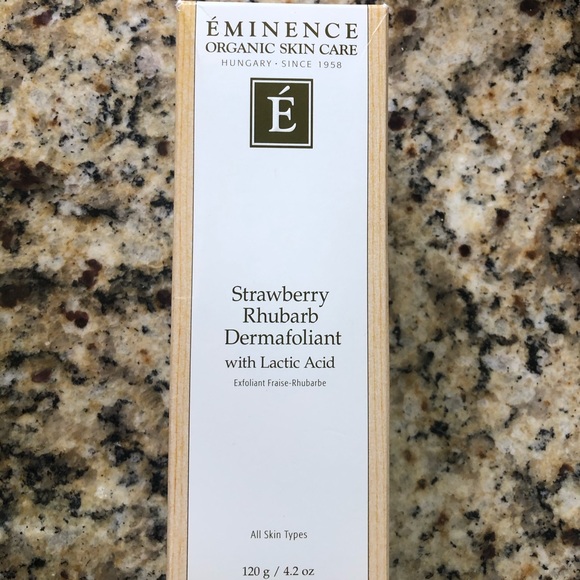 ÉMINENCE
ORGANIC SKIN CARE
HUNGARY · SINCE 1958
É
Strawberry
Rhubarb
Dermafoliant
with Lactic Acid
Exfoliant Fraise-Rhubarbe
All Skin Types
120 g / 4.2 oz